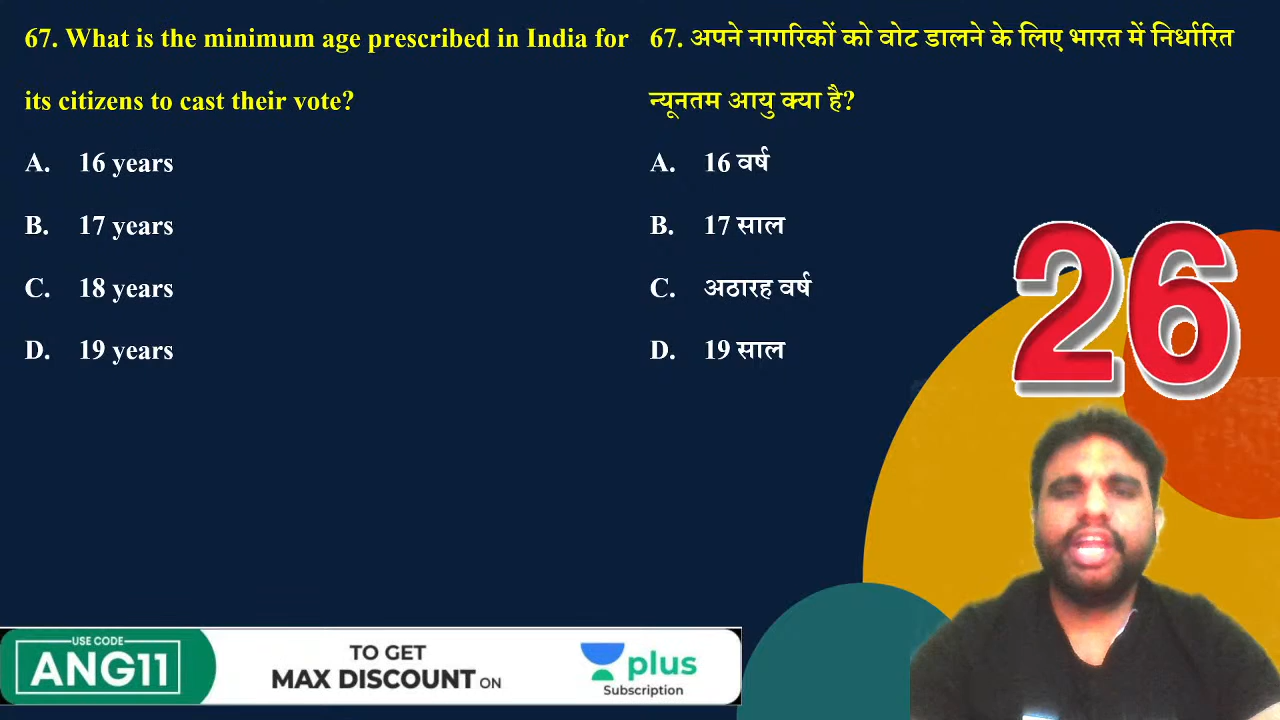 67. What is the minimum age prescribed in India for
its citizens to cast their vote?
A. 16 years
B. 17 years
C. 18 years
D. 19 years
67. अपने नागरिकों को वोट डालने के लिए भारत में निर्धारित
न्यूनतम आयु क्या है?
A. 16 वर्ष
B. 17 साल
C. अठारह वर्ष
D. 19 साल
26
USE CODE
ANG11
TO GET
MAX DISCOUNT ON
plus
Subscription